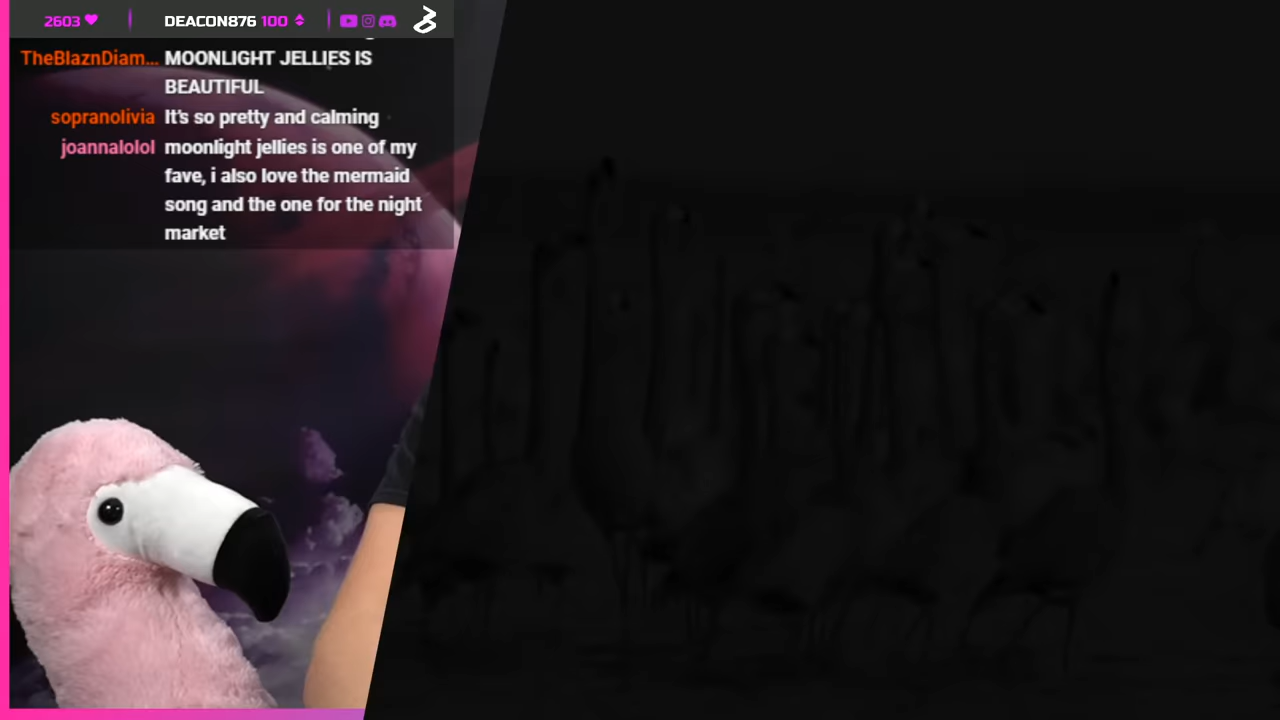 2603 DEACON876 100
TheBlaznDiam... MOONLIGHT JELLIES IS
BEAUTIFUL
sopranolivia It's so pretty and calming
joannalolol moonlight jellies is one of my
fave, i also love the mermaid
song and the one for the night
market